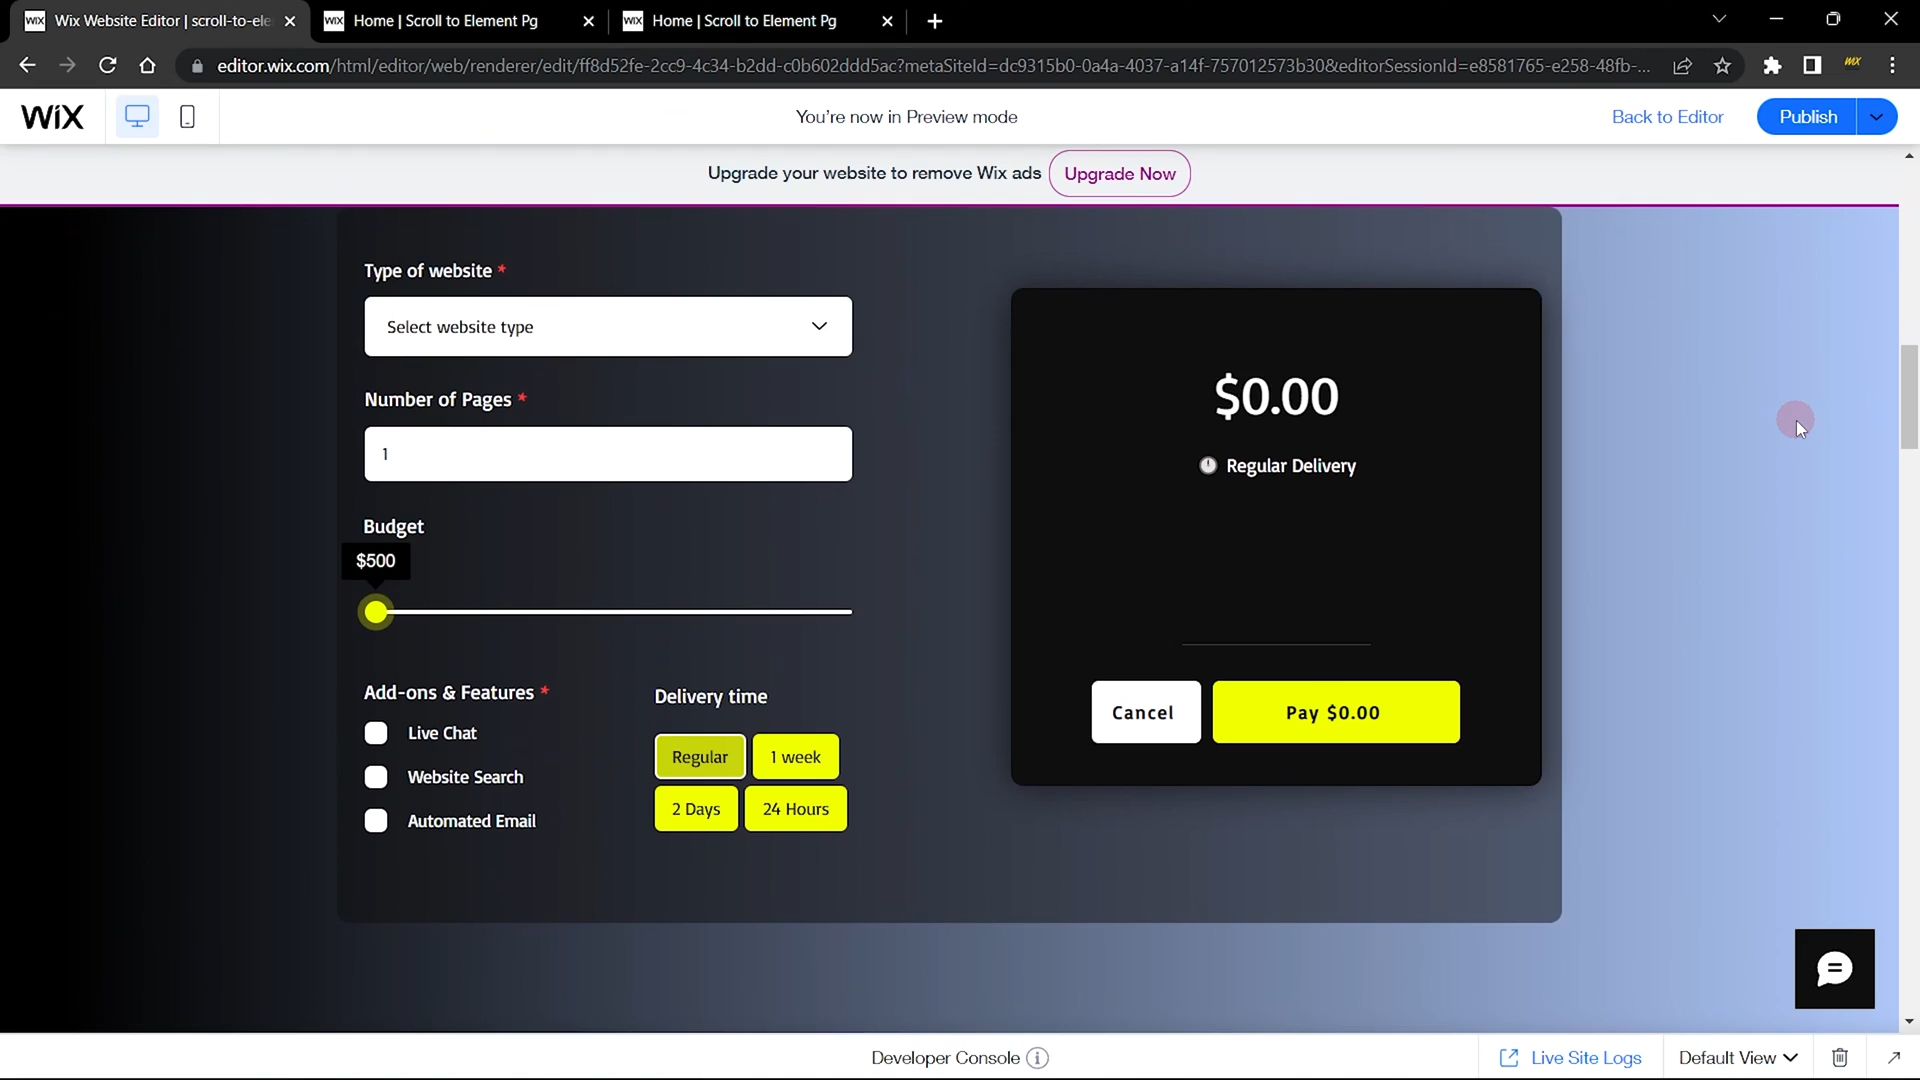 Wix Website Editor | scroll-to-ele
Home | Scroll to Element Pg
Home | Scroll to Element Pg
editor.wix.com/html/editor/web/renderer/edit/ff8d52fe-2cc9-4c34-b2dd-c0b602ddd5ac?metaSiteId=dc9315b0-0a4a-4037-a14f-757012573b30&editorSessionId=e8581765-e258-48fb-...
WiX
You're now in Preview mode
Back to Editor
Publish
Upgrade your website to remove Wix ads
Upgrade Now
Type of website *
Select website type
Number of Pages *
1
Budget
$500
Add-ons & Features *
Live Chat
Website Search
Automated Email
Delivery time
Regular
1 week
2 Days
24 Hours
$0.00
Regular Delivery
Cancel
Pay $0.00
Developer Console
Live Site Logs
Default View